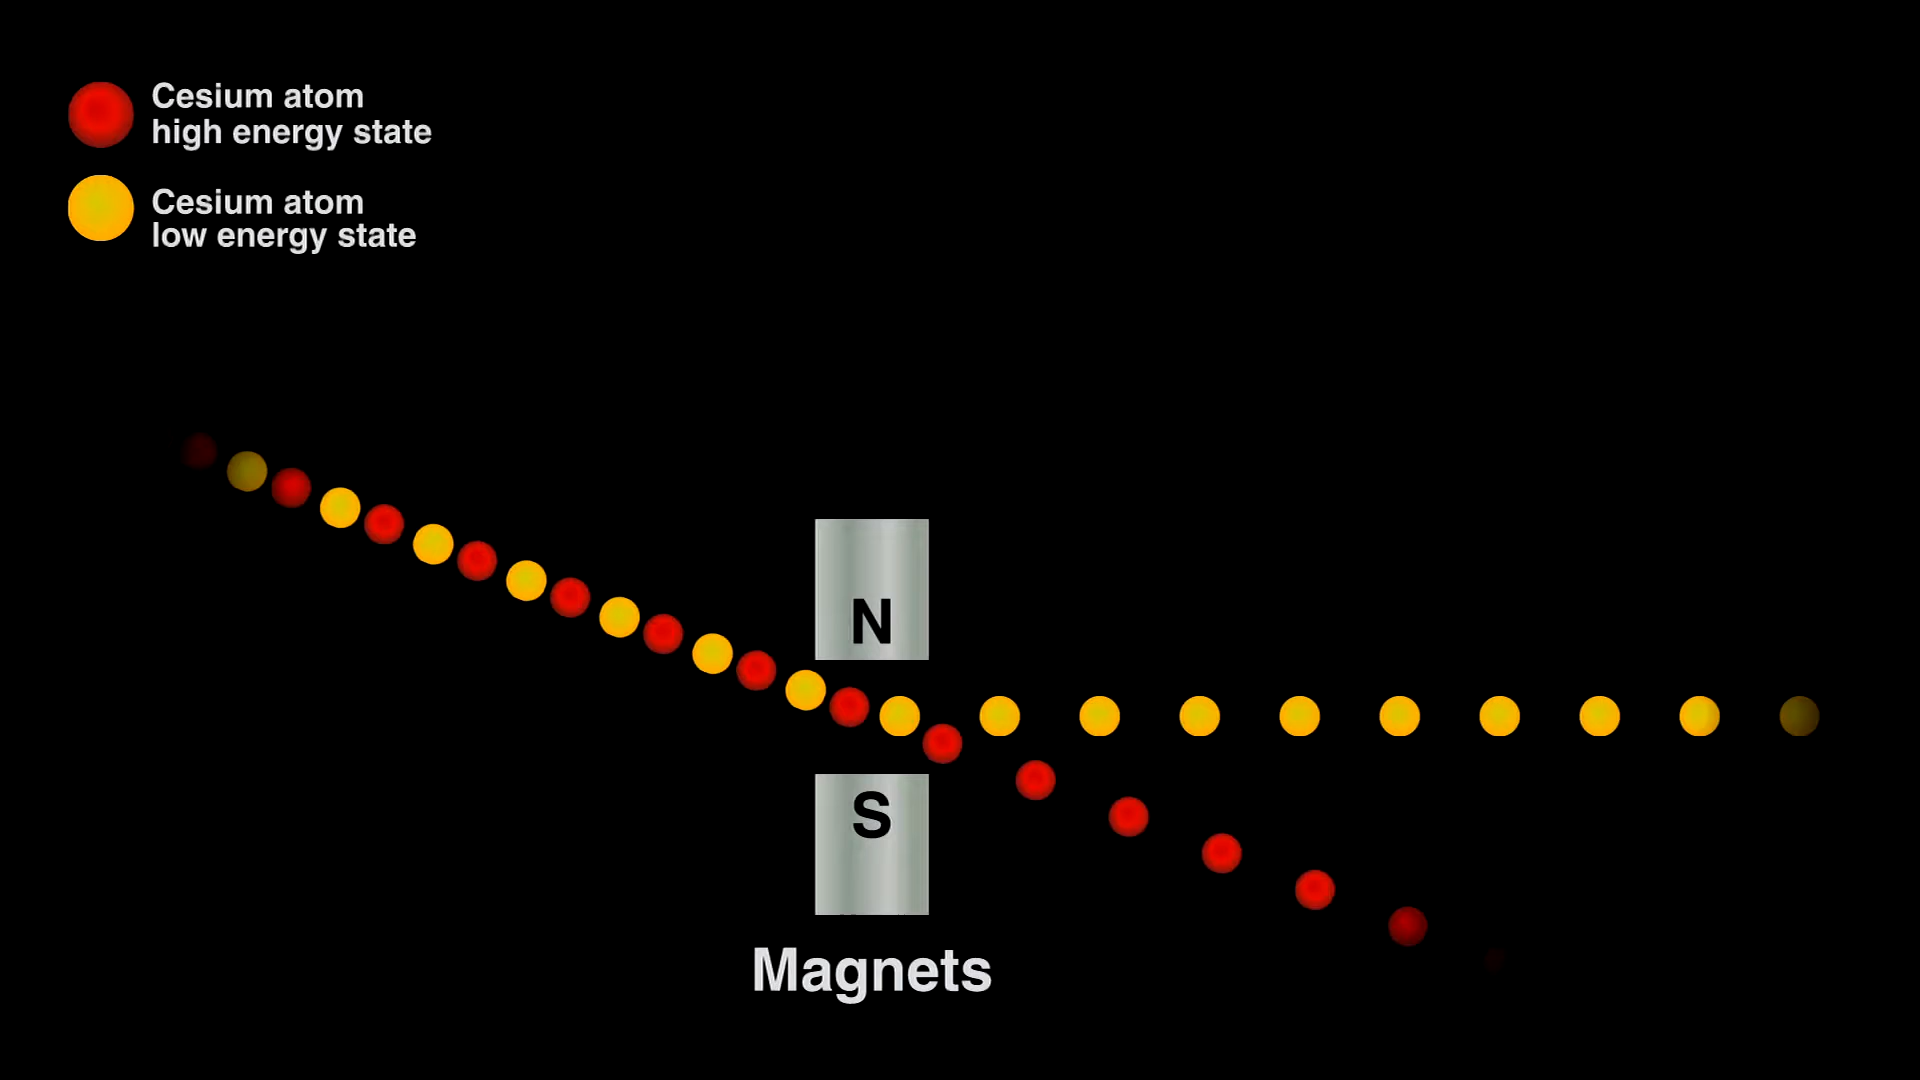 Cesium atom
high energy state
Cesium atom
low energy state
N
S
Magnets